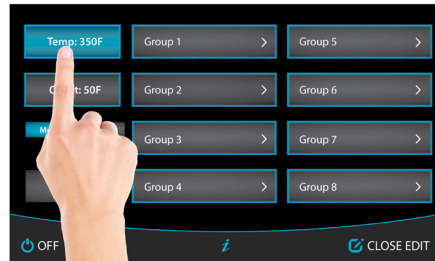 Temp: 350F
Group 1
Group 5
50F
Group 2
Group 6
Group 3
Group 7
Group 4
Group 8
OFF
i
CLOSE EDIT